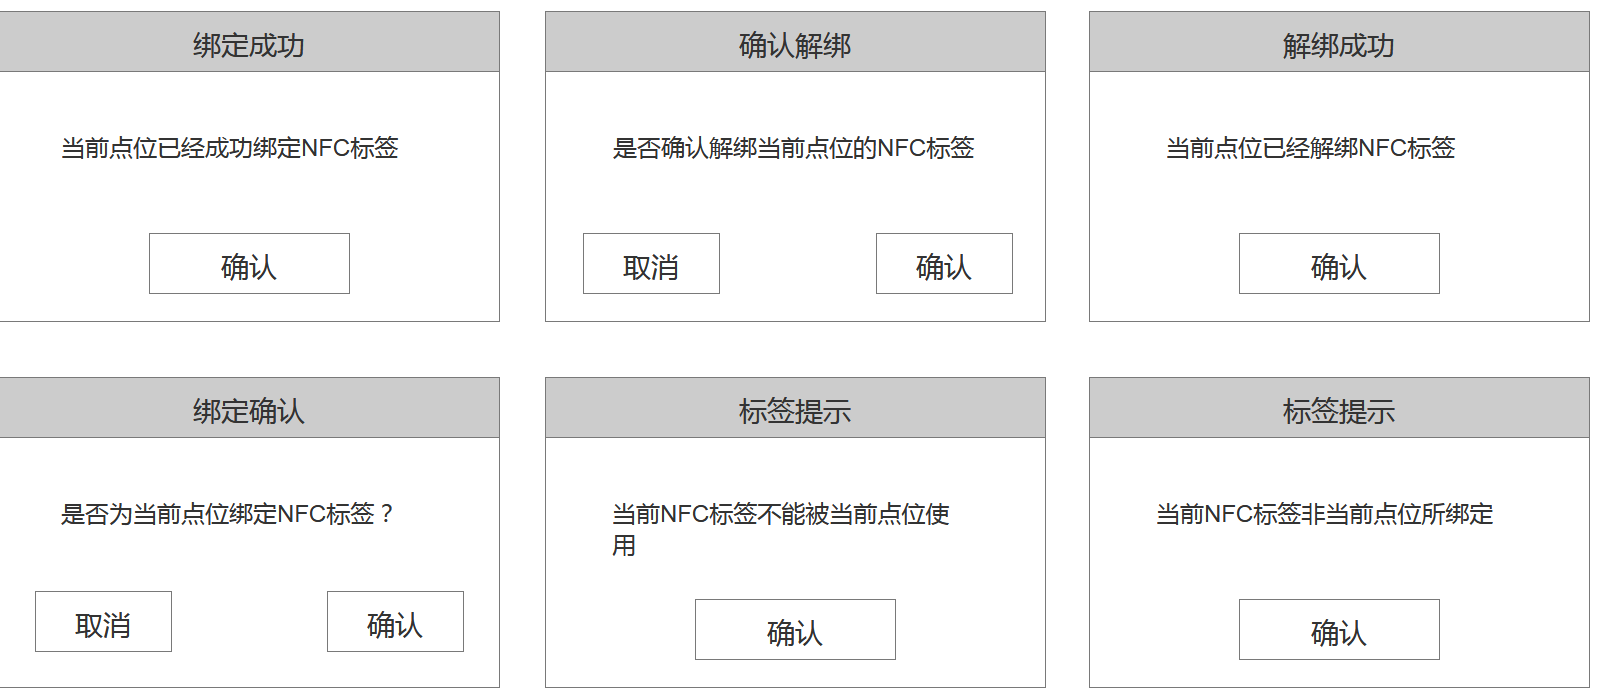 绑定成功
当前点位已经成功绑定NFC标签
确认
确认解绑
是否确认解绑当前点位的NFC标签
取消
确认
解绑成功
当前点位已经解绑NFC标签
确认
绑定确认
是否为当前点位绑定NFC标签？
取消
确认
标签提示
当前NFC标签不能被当前点位使
用
确认
标签提示
当前NFC标签非当前点位所绑定
确认